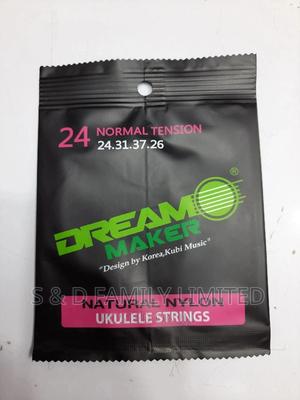 24 NORMAL TENSION
24.31.37.26
DREAM
MAKER
®
"Design by Korea,Kubi Music"
S & D FAMILY LIMITED
NATURAL NYLON
UKULELE STRINGS